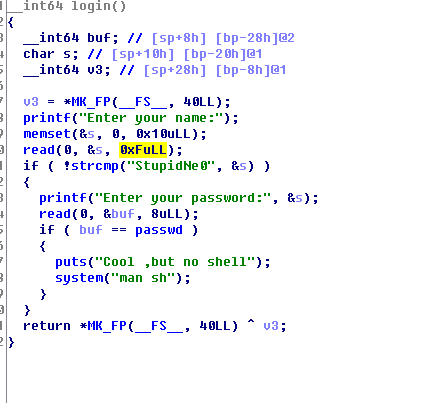 __int64 login()
{
  __int64 buf; // [sp+8h] [bp-28h]@2
  char s; // [sp+10h] [bp-20h]@1
  __int64 v3; // [sp+28h] [bp-8h]@1
  v3 = *MK_FP(__FS__, 40LL);
  printf("Enter your name:");
  memset(&s, 0, 0x10uLL);
  read(0, &s, 0xFuLL);
  if ( !strcmp("StupidNe0", &s) )
  {
    printf("Enter your password:", &s);
    read(0, &buf, 8uLL);
    if ( buf == passwd )
    {
      puts("Cool ,but no shell");
      system("man sh");
    }
  }
  return *MK_FP(__FS__, 40LL) ^ v3;
}